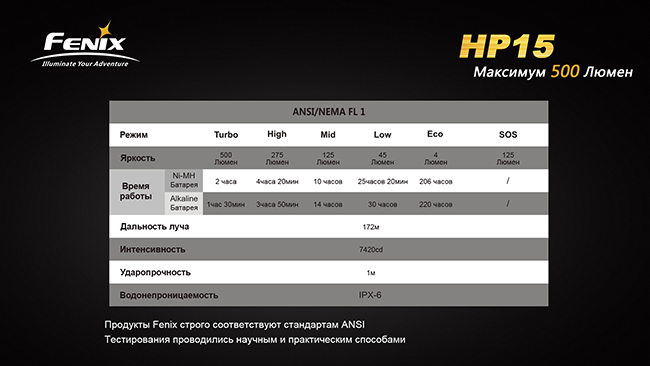 FENIX
Illuminate Your Adventure
HP15
Максимум 500 Люмен
ANSI/NEMA FL 1
Режим Turbo High Mid Low Eco SOS
Яркость 500 Люмен 275 Люмен 125 Люмен 45 Люмен 4 Люмен 125 Люмен
Время работы Ni-MH Батарея 2 часа 4часа 20мин 10 часов 25часов 20мин 206 часов /
Alkaline Батарея 1час 30мин 3часа 50мин 14 часов 30 часов 220 часов /
Дальность луча 172м
Интенсивность 7420cd
Ударопрочность 1м
Водонепроницаемость IPX-6
Продукты Fenix строго соответствуют стандартам ANSI
Тестирования проводились научным и практическим способами